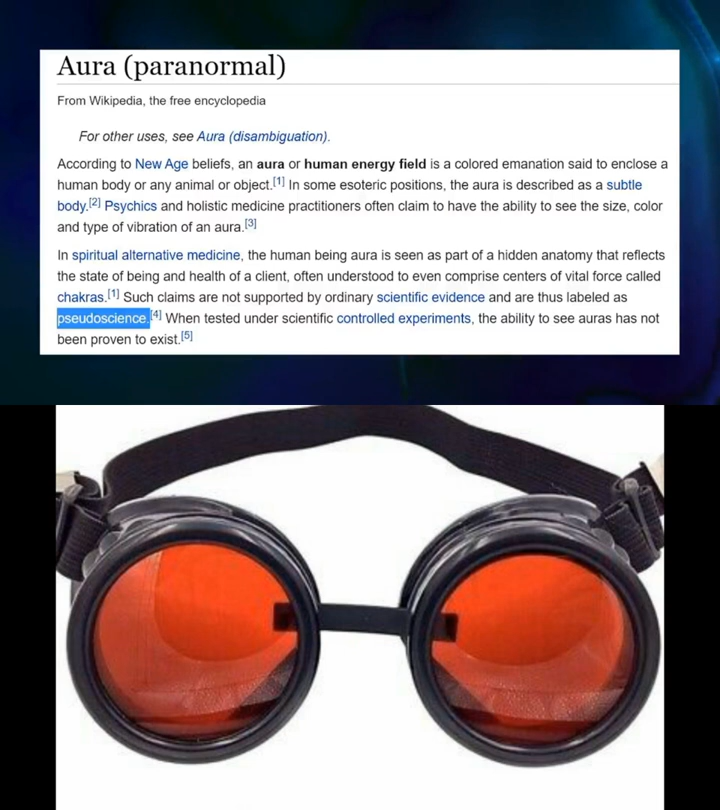 Aura (paranormal)
From Wikipedia, the free encyclopedia
For other uses, see Aura (disambiguation).
According to New Age beliefs, an aura or human energy field is a colored emanation said to enclose a
human body or any animal or object.[1] In some esoteric positions, the aura is described as a subtle
body.[2] Psychics and holistic medicine practitioners often claim to have the ability to see the size, color
and type of vibration of an aura.[3]
In spiritual alternative medicine, the human being aura is seen as part of a hidden anatomy that reflects
the state of being and health of a client, often understood to even comprise centers of vital force called
chakras.[1] Such claims are not supported by ordinary scientific evidence and are thus labeled as
pseudoscience.[4] When tested under scientific controlled experiments, the ability to see auras has not
been proven to exist.[5]